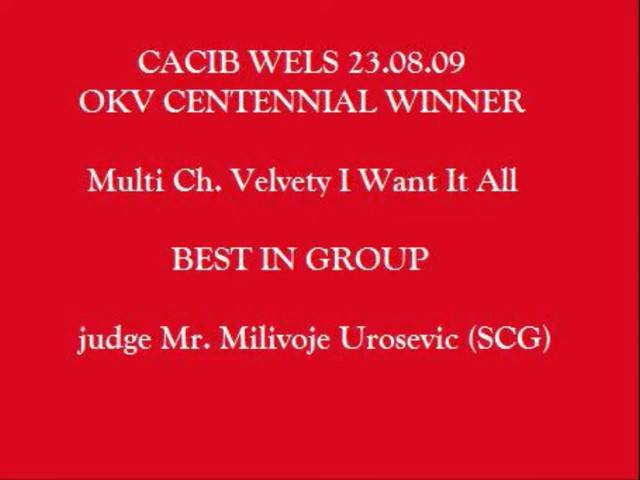 CACIB WELS 23.08.09
OKV CENTENNIAL WINNER
Multi Ch. Velvety I Want It All
BEST IN GROUP
judge Mr. Milivoje Urosevic (SCG)